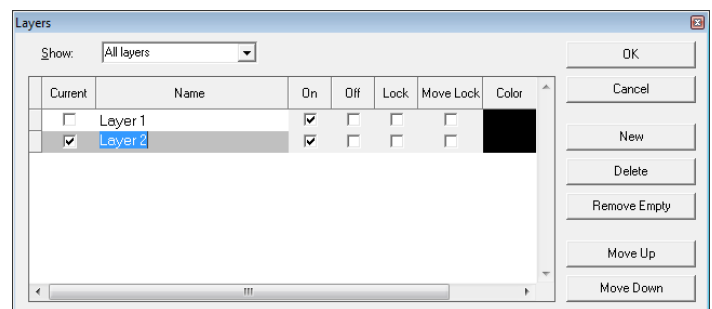 Layers
Show: All layers OK
Cancel
Current Name On Off Lock Move Lock Color
Layer 1
Layer 2
New
Delete
Remove Empty
Move Up
Move Down